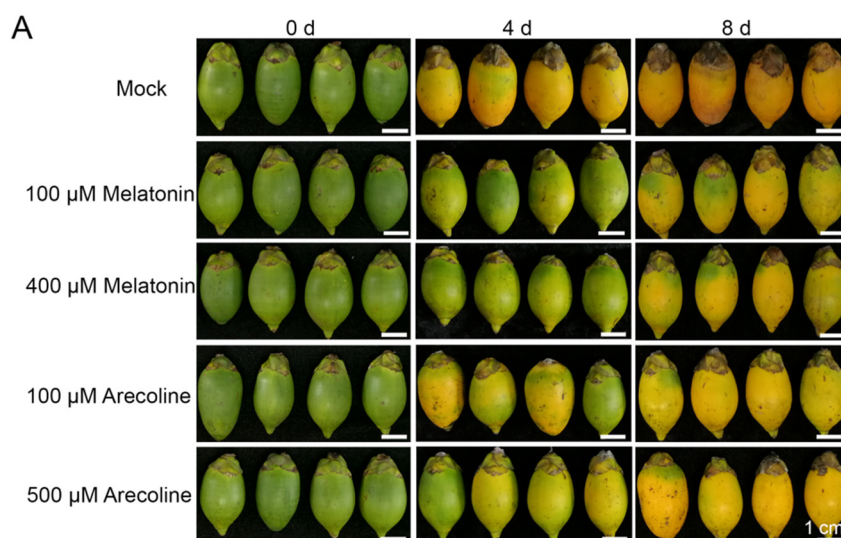 A
0 d 4 d 8 d
Mock
100 µM Melatonin
400 µM Melatonin
100 µM Arecoline
500 µM Arecoline
1 cm